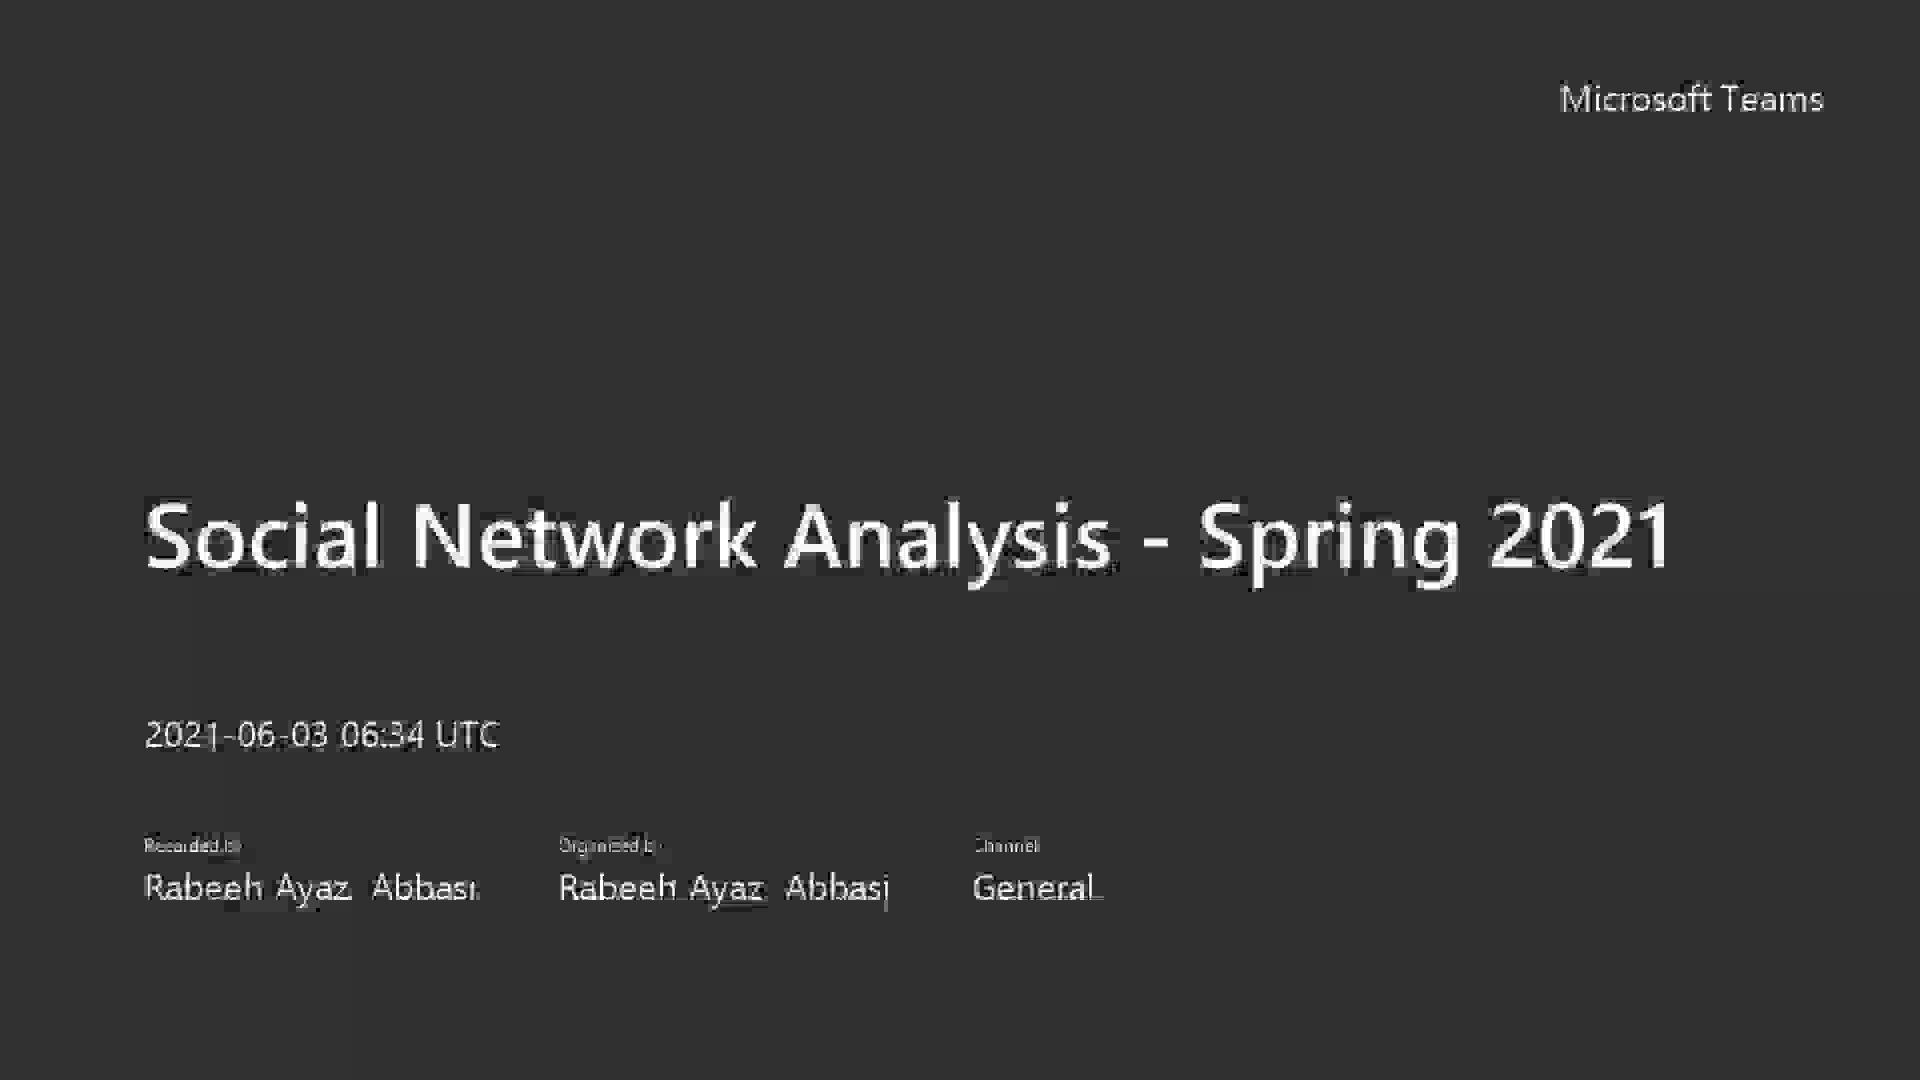 Microsoft Teams
Social Network Analysis - Spring 2021
2021-06-03 06:34 UTC
Recorded by
Organized by
Channel
Rabeeh Ayaz Abbasi
Rabeeh Ayaz Abbasi
General